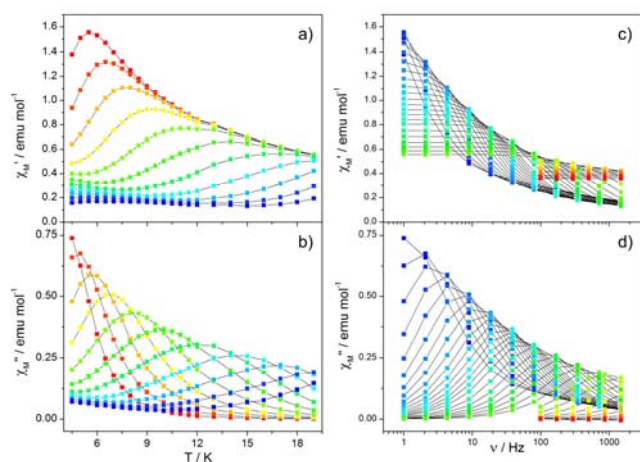 a)
χM' / emu mol-1
1.6
1.4
1.2
1.0
0.8
0.6
0.4
0.2
0.0
b)
χM'' / emu mol-1
0.75
0.50
0.25
0.00
6 9 12 15 18
T / K
c)
χM' / emu mol-1
1.6
1.4
1.2
1.0
0.8
0.6
0.4
0.2
0.0
d)
χM'' / emu mol-1
0.75
0.50
0.25
0.00
1 10 100 1000
ν / Hz